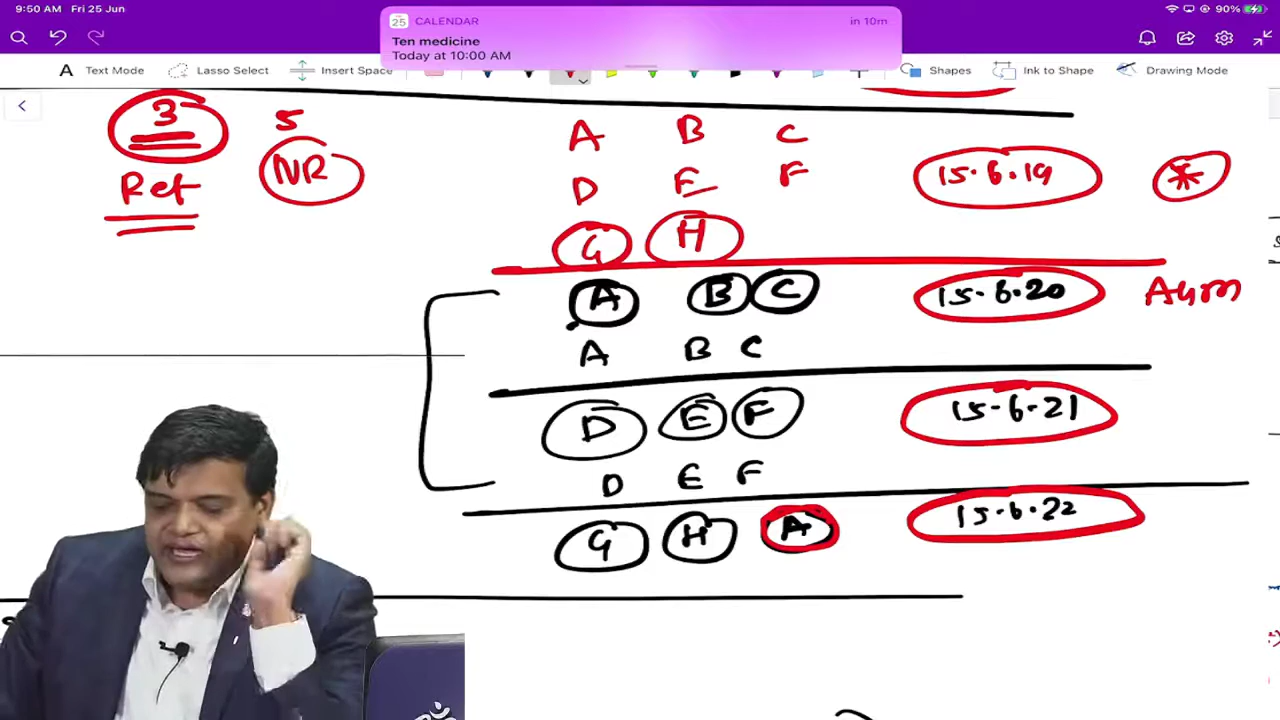 9:50 AM Fri 25 Jun
90%
25 CALENDAR in 10m
Ten medicine
Today at 10:00 AM
A Text Mode Lasso Select Insert Space Shapes Ink to Shape Drawing Mode
3 5 A B C
Ref NR D E F 15.6.19 *
G H
A B C 15.6.20 AGM
A B C
D E F 15.6.21
D E F
G H A 15.6.22